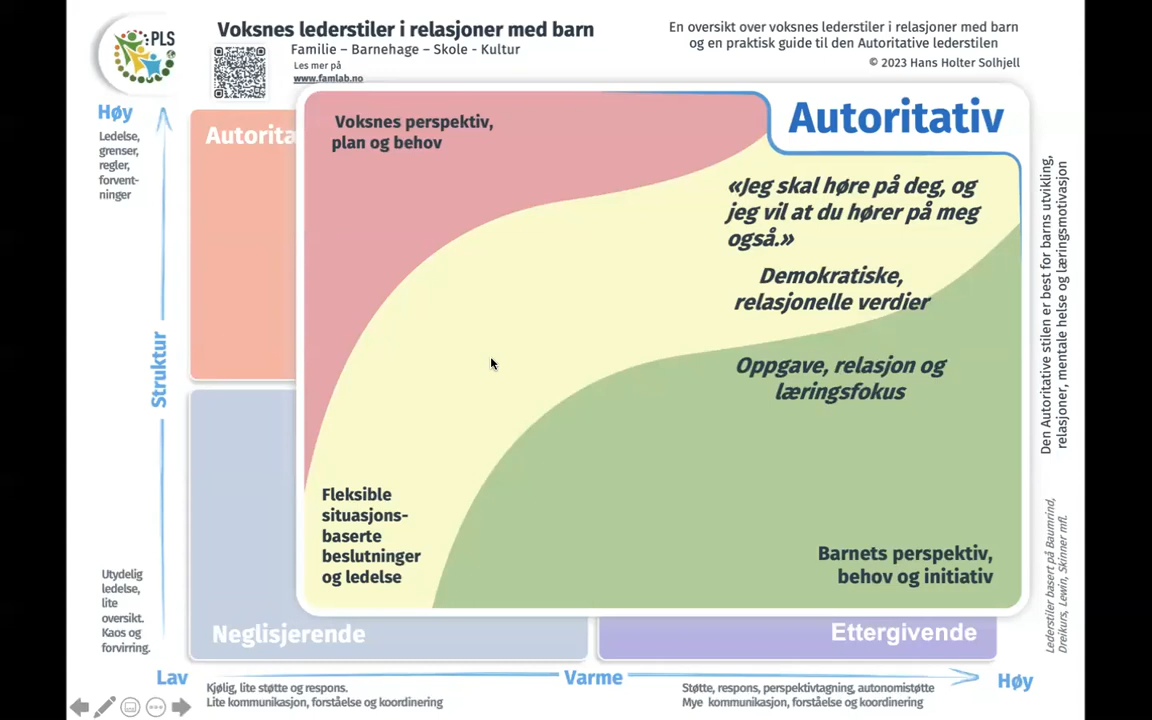 :PLS
Voksnes lederstiler i relasjoner med barn
Familie – Barnehage – Skole - Kultur
Les mer på
www.famlab.no
En oversikt over voksnes lederstiler i relasjoner med barn
og en praktisk guide til den Autoritative lederstilen
© 2023 Hans Holter Solhjell
Høy
Ledelse,
grenser,
regler,
forvent-
ninger
Struktur
Utydelig
ledelse,
lite
oversikt.
Kaos og
forvirring.
Lav
Autorita
Voksnes perspektiv,
plan og behov
Autoritativ
«Jeg skal høre på deg, og
jeg vil at du hører på meg
også.»
Demokratiske,
relasjonelle verdier
Oppgave, relasjon og
læringsfokus
Fleksible
situasjons-
baserte
beslutninger
og ledelse
Barnets perspektiv,
behov og initiativ
Neglisjerende
Ettergivende
Varme
Høy
Kjølig, lite støtte og respons.
Lite kommunikasjon, forståelse og koordinering
Støtte, respons, perspektivtagning, autonomistøtte
Mye kommunikasjon, forståelse og koordinering
Den Autoritative stilen er best for barns utvikling,
relasjoner, mentale helse og læringsmotivasjon
Lederstiler basert på Baumrind,
Dreikurs, Lewin, Skinner mfl.